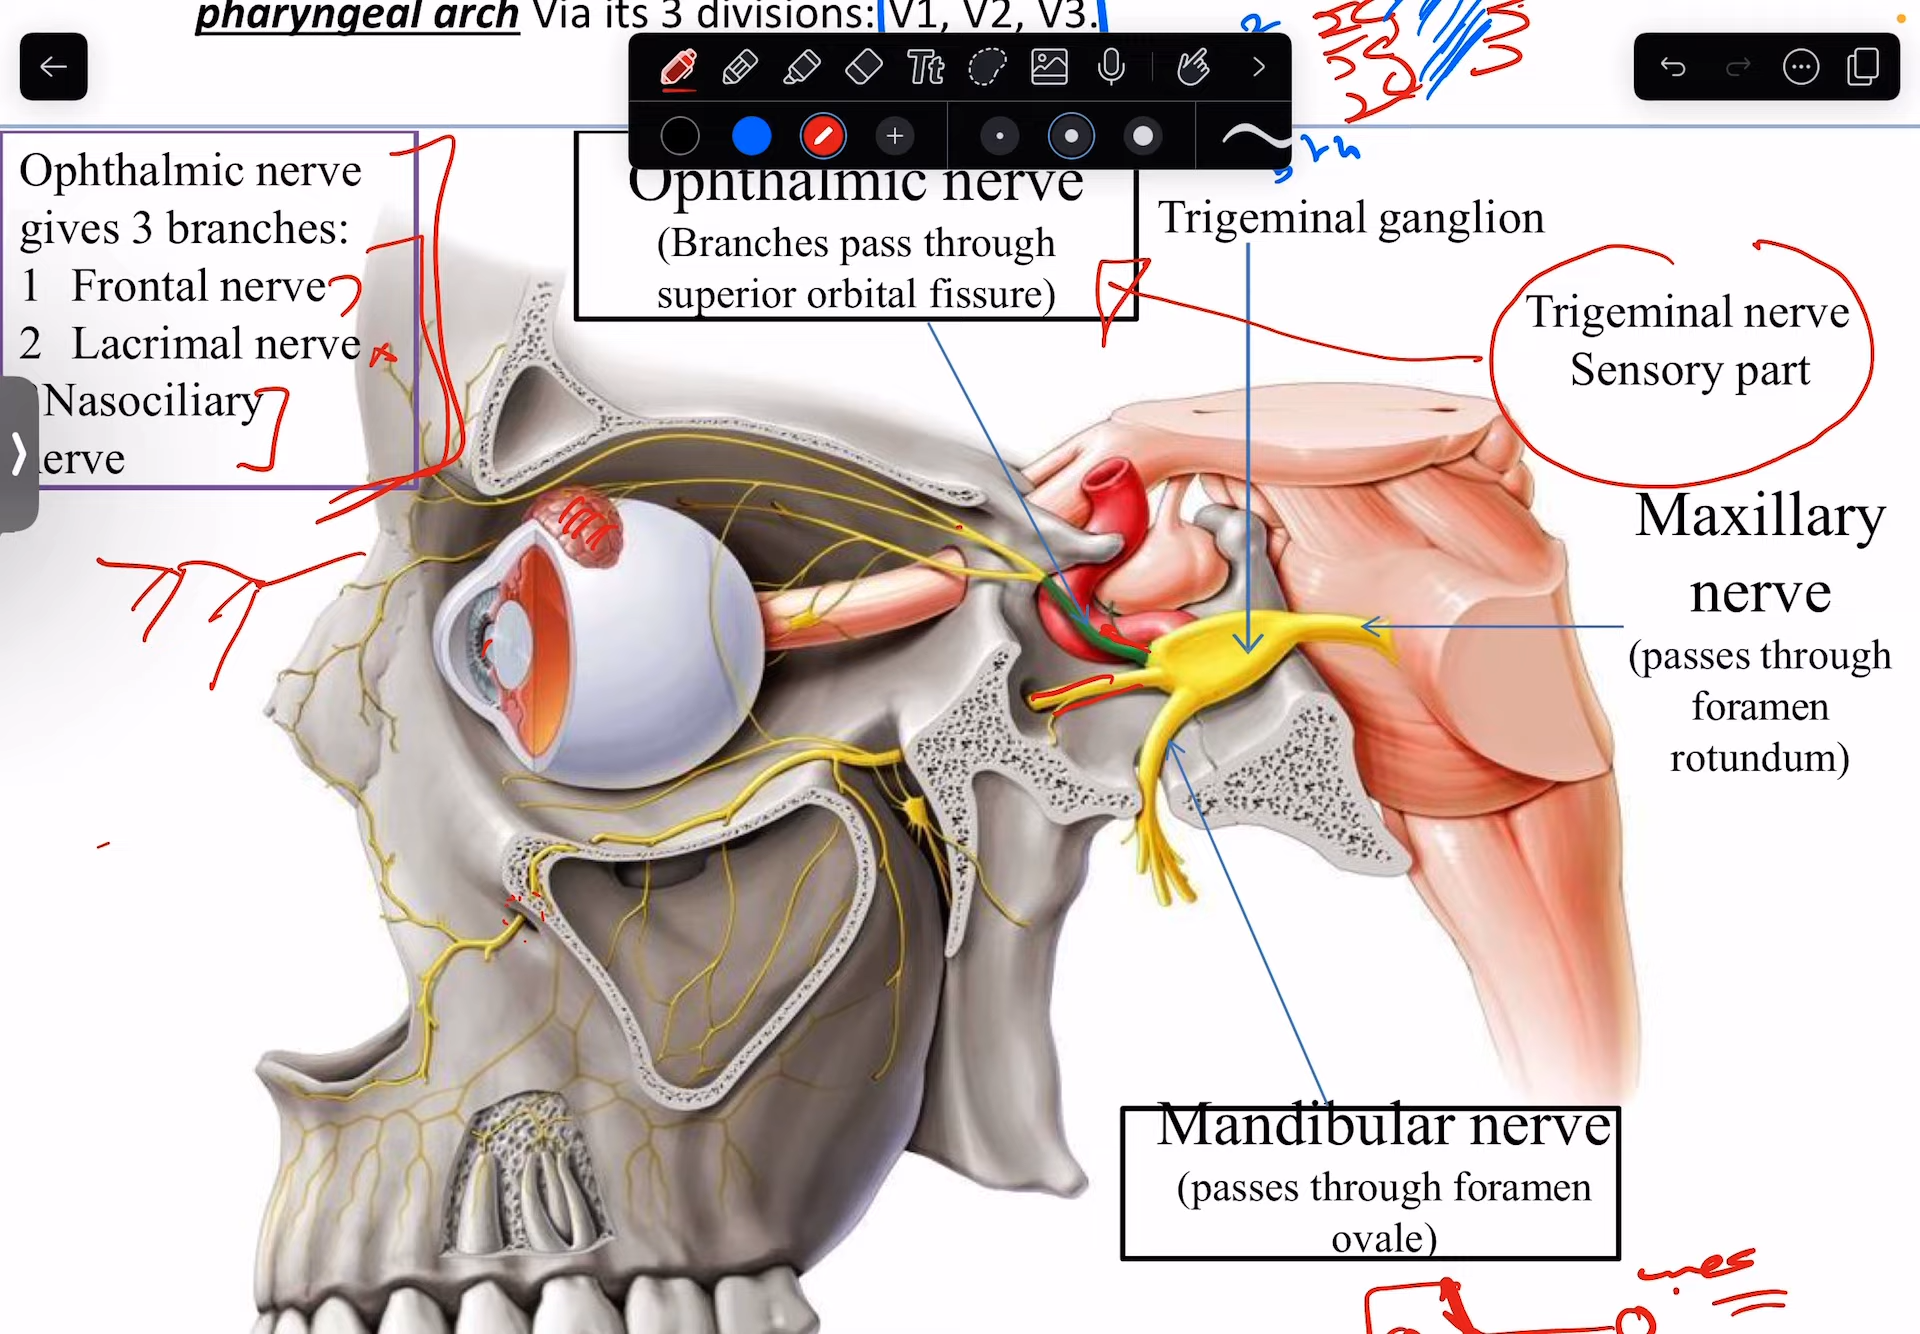 pharyngeal arch Via its 3 divisions: V1, V2, V3.
Tt
Ophthalmic nerve
gives 3 branches:
1 Frontal nerve
2 Lacrimal nerve
Nasociliary
nerve
Ophthalmic nerve
(Branches pass through
superior orbital fissure)
Trigeminal ganglion
Trigeminal nerve
Sensory part
Maxillary
nerve
(passes through
foramen
rotundum)
Mandibular nerve
(passes through foramen
ovale)